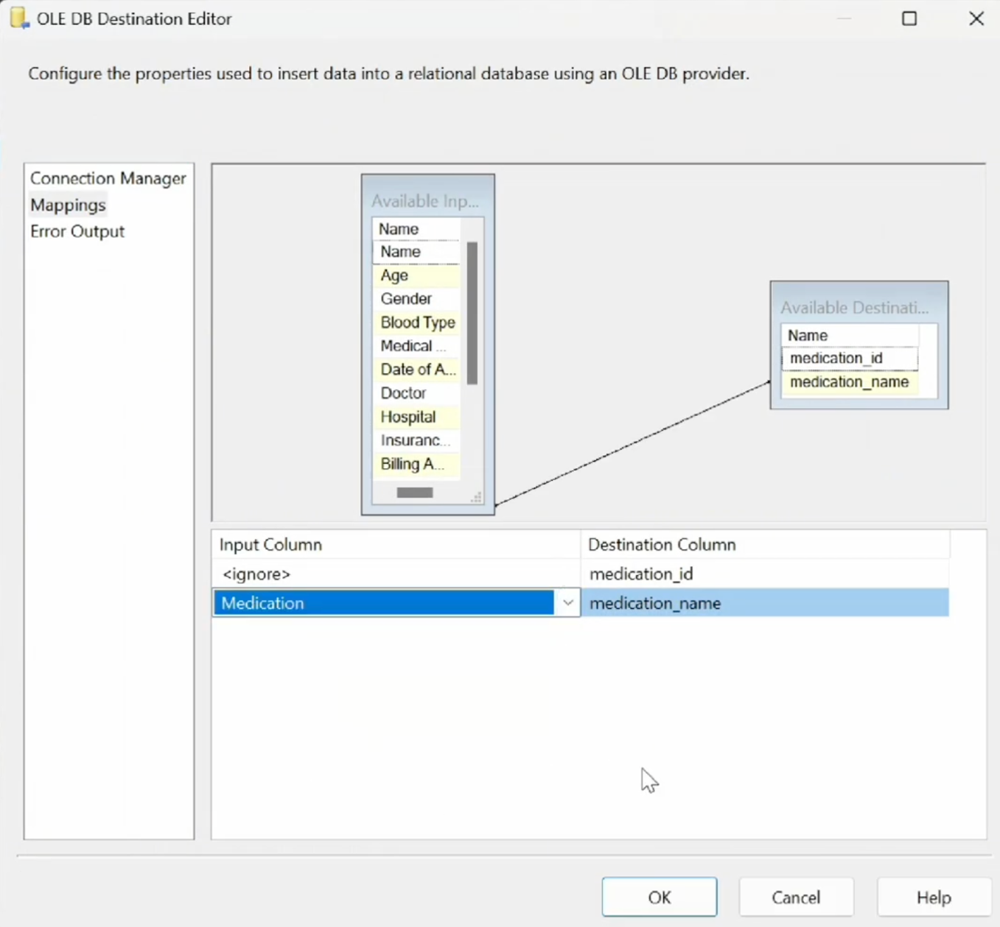 OLE DB Destination Editor
Configure the properties used to insert data into a relational database using an OLE DB provider.
Connection Manager
Mappings
Error Output
Available Inp...
Name
Name
Age
Gender
Blood Type
Medical ...
Date of A...
Doctor
Hospital
Insuranc...
Billing A...
Available Destinati...
Name
medication_id
medication_name
Input Column Destination Column
<ignore> medication_id
Medication medication_name
OK Cancel Help